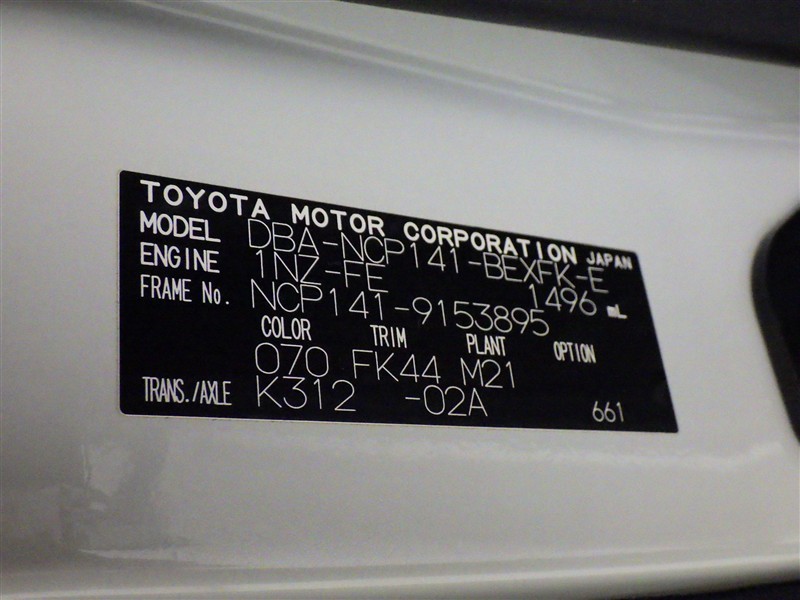 TOYOTA MOTOR CORPORATION JAPAN
MODEL DBA-NCP141-BEXFK-E
ENGINE 1NZ-FE 1496 mL
FRAME No. NCP141-9153895
COLOR TRIM PLANT OPTION
070 FK44 M21
TRANS./AXLE K312 -02A 661